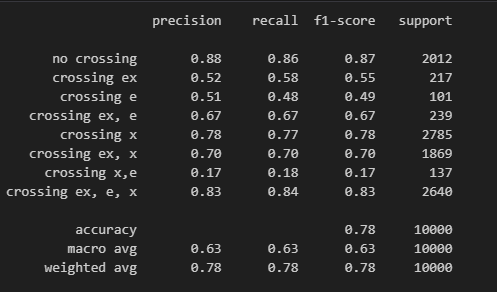 precision recall f1-score support
no crossing 0.88 0.86 0.87 2012
crossing ex 0.52 0.58 0.55 217
crossing e 0.51 0.48 0.49 101
crossing ex, e 0.67 0.67 0.67 239
crossing x 0.78 0.77 0.78 2785
crossing ex, x 0.70 0.70 0.70 1869
crossing x,e 0.17 0.18 0.17 137
crossing ex, e, x 0.83 0.84 0.83 2640
accuracy 0.78 10000
macro avg 0.63 0.63 0.63 10000
weighted avg 0.78 0.78 0.78 10000